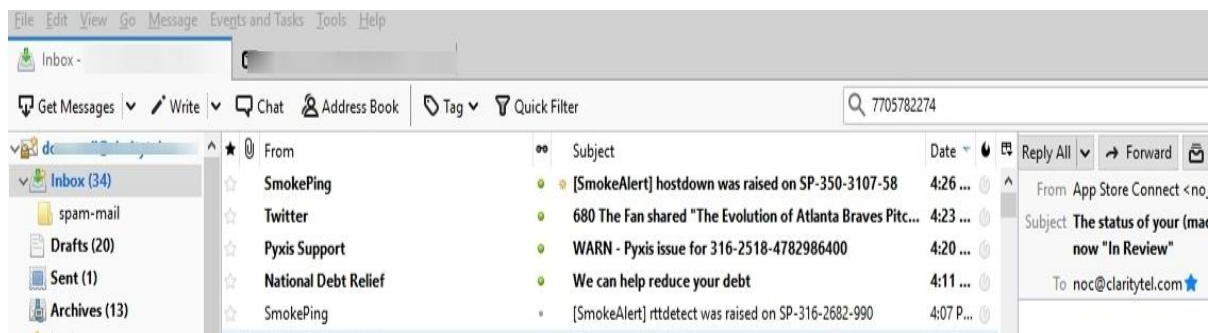 File Edit View Go Message Events and Tasks Tools Help
Inbox -
Get Messages Write Chat Address Book Tag Quick Filter 7705782274
From Subject Date Reply All Forward
Inbox (34)
spam-mail
Drafts (20)
Sent (1)
Archives (13)
SmokePing [SmokeAlert] hostdown was raised on SP-350-3107-58 4:26 ...
Twitter 680 The Fan shared "The Evolution of Atlanta Braves Pitc... 4:23 ...
Pyxis Support WARN - Pyxis issue for 316-2518-4782986400 4:20 ...
National Debt Relief We can help reduce your debt 4:11 ...
SmokePing [SmokeAlert] rttdetect was raised on SP-316-2682-990 4:07 P...
From App Store Connect <no_
Subject The status of your (mac
now "In Review"
To noc@claritytel.com